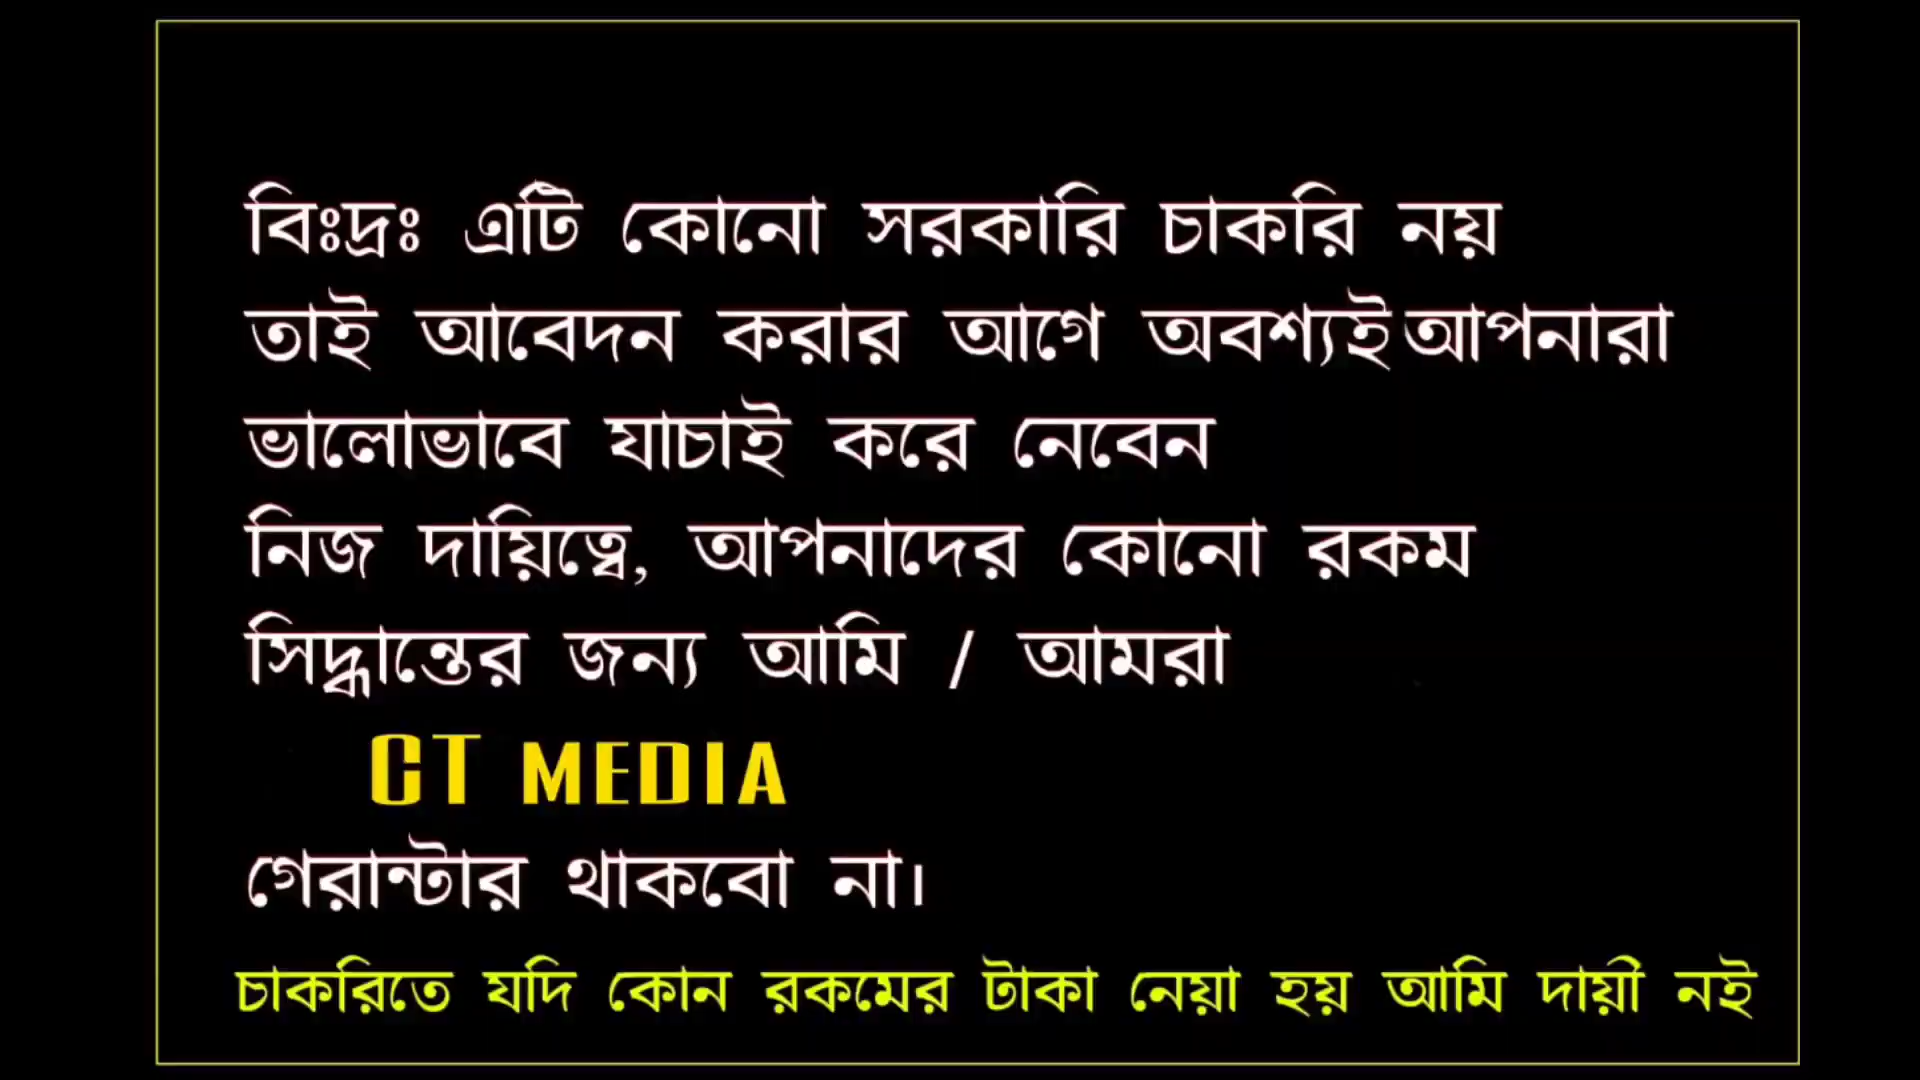 বিঃদ্রঃ এটি কোনো সরকারি চাকরি নয়
তাই আবেদন করার আগে অবশ্যই আপনারা
ভালোভাবে যাচাই করে নেবেন
নিজ দায়িত্বে, আপনাদের কোনো রকম
সিদ্ধান্তের জন্য আমি / আমরা
CT MEDIA
গেরান্টার থাকবো না।
চাকরিতে যদি কোন রকমের টাকা নেয়া হয় আমি দায়ী নই